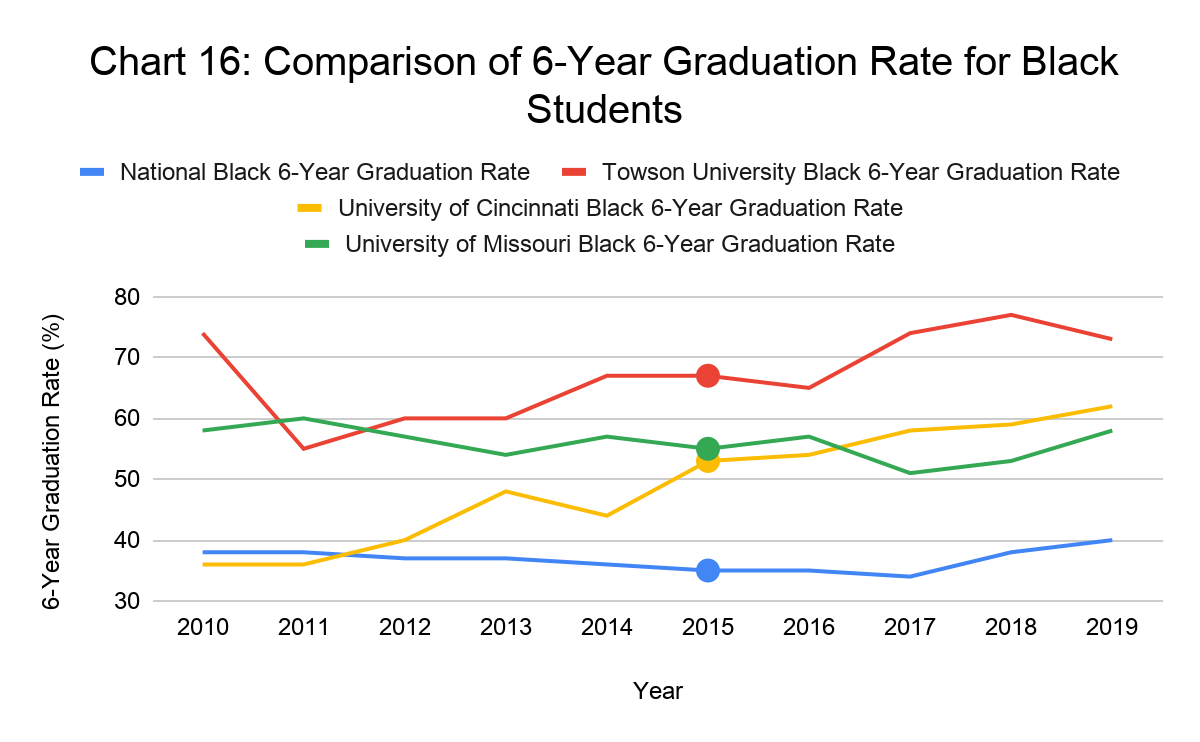 Chart 16: Comparison of 6-Year Graduation Rate for Black
Students
National Black 6-Year Graduation Rate
Towson University Black 6-Year Graduation Rate
University of Cincinnati Black 6-Year Graduation Rate
University of Missouri Black 6-Year Graduation Rate
6-Year Graduation Rate (%)
80
70
60
50
40
30
2010 2011 2012 2013 2014 2015 2016 2017 2018 2019
Year